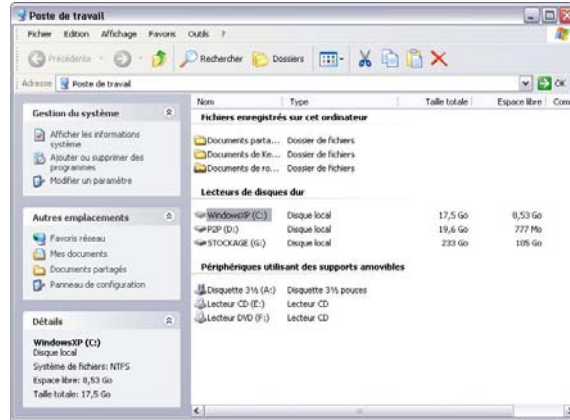 Poste de travail
Fichier Edition Affichage Favoris Outils ?
Précédente Rechercher Dossiers
Adresse Poste de travail OK
Gestion du système
Afficher les informations
système
Ajouter ou supprimer des
programmes
Modifier un paramètre
Autres emplacements
Favoris réseau
Mes documents
Documents partagés
Panneau de configuration
Détails
WindowsXP (C:)
Disque local
Système de fichiers: NTFS
Espace libre: 8,53 Go
Taille totale: 17,5 Go
Nom Type Taille totale Espace libre Com
Fichiers enregistrés sur cet ordinateur
Documents parta... Dossier de fichiers
Documents de Ke... Dossier de fichiers
Documents de ro... Dossier de fichiers
Lecteurs de disques dur
WindowsXP (C:) Disque local 17,5 Go 8,53 Go
P2P (D:) Disque local 19,6 Go 777 Mo
STOCKAGE (G:) Disque local 233 Go 105 Go
Périphériques utilisant des supports amovibles
Disquette 3½ (A:) Disquette 3½ pouces
Lecteur CD (E:) Lecteur CD
Lecteur DVD (F:) Lecteur CD